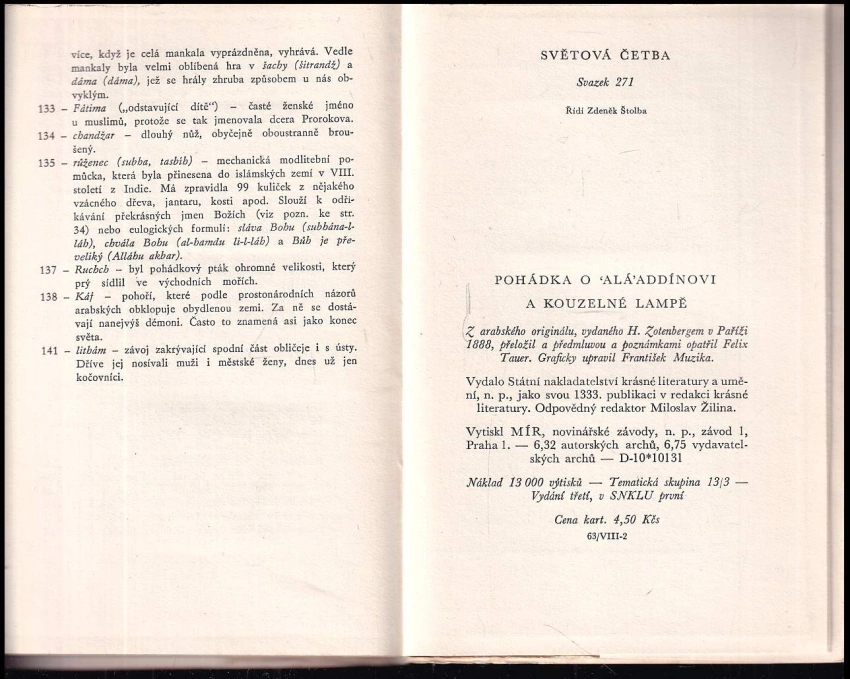 více, když je celá mankala vyprázdněna, vyhrává. Vedle
mankaly byla velmi oblíbená hra v šachy (šitrandž) a
dáma (dáma), jež se hrály zhruba způsobem u nás ob-
vyklým.
133 – Fátima („odstavující dítě“) – časté ženské jméno
u muslimů, protože se tak jmenovala dcera Prorokova.
134 – chandžar – dlouhý nůž, obyčejně oboustranně brou-
šený.
135 – růženec (subha, tasbíh) – mechanická modlitební po-
můcka, která byla přinesena do islámských zemí v VIII.
století z Indie. Má zpravidla 99 kuliček z nějakého
vzácného dřeva, jantaru, kosti apod. Slouží k odří-
kávání překrásných jmen Božích (viz pozn. ke str.
34) nebo eulogických formulí: sláva Bohu (subhána-l-
láh), chvála Bohu (al-hamdu li-l-láh) a Bůh je pře-
veliký (Alláhu akbar).
137 – Ruchch – byl pohádkový pták ohromné velikosti, který
prý sídlil ve východních mořích.
138 – Káf – pohoří, které podle prostonárodních názorů
arabských obklopuje obydlenou zemi. Za ně se dostá-
vají nanejvýš démoni. Často to znamená asi jako konec
světa.
141 – lithám – závoj zakrývající spodní část obličeje i s ústy.
Dříve jej nosívali muži i městské ženy, dnes už jen
kočovníci.
SVĚTOVÁ ČETBA
Svazek 271
Řídí Zdeněk Štolba
POHÁDKA O ‘ALÁ’ADDÍNOVI
A KOUZELNÉ LAMPĚ
Z arabského originálu, vydaného H. Zotenbergem v Paříži
1888, přeložil a předmluvou a poznámkami opatřil Felix
Tauer. Graficky upravil František Muzika.
Vydalo Státní nakladatelství krásné literatury a umě-
ní, n. p., jako svou 1333. publikaci v redakci krásné
literatury. Odpovědný redaktor Miloslav Žilina.
Vytiskl MÍR, novinářské závody, n. p., závod 1,
Praha 1. — 6,32 autorských archů, 6,75 vydavatel-
ských archů — D-10*10131
Náklad 13 000 výtisků — Tematická skupina 13/3 —
Vydání třetí, v SNKLU první
Cena kart. 4,50 Kčs
63/VIII-2